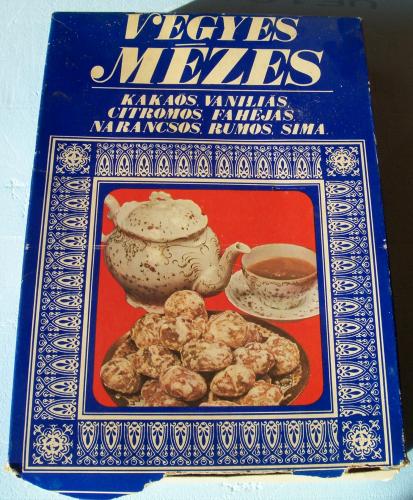 VEGYES
MÉZES
KAKAÓS, VANILIÁS,
CITROMOS, FAHÉJAS,
NARANCSOS, RUMOS, SIMA.